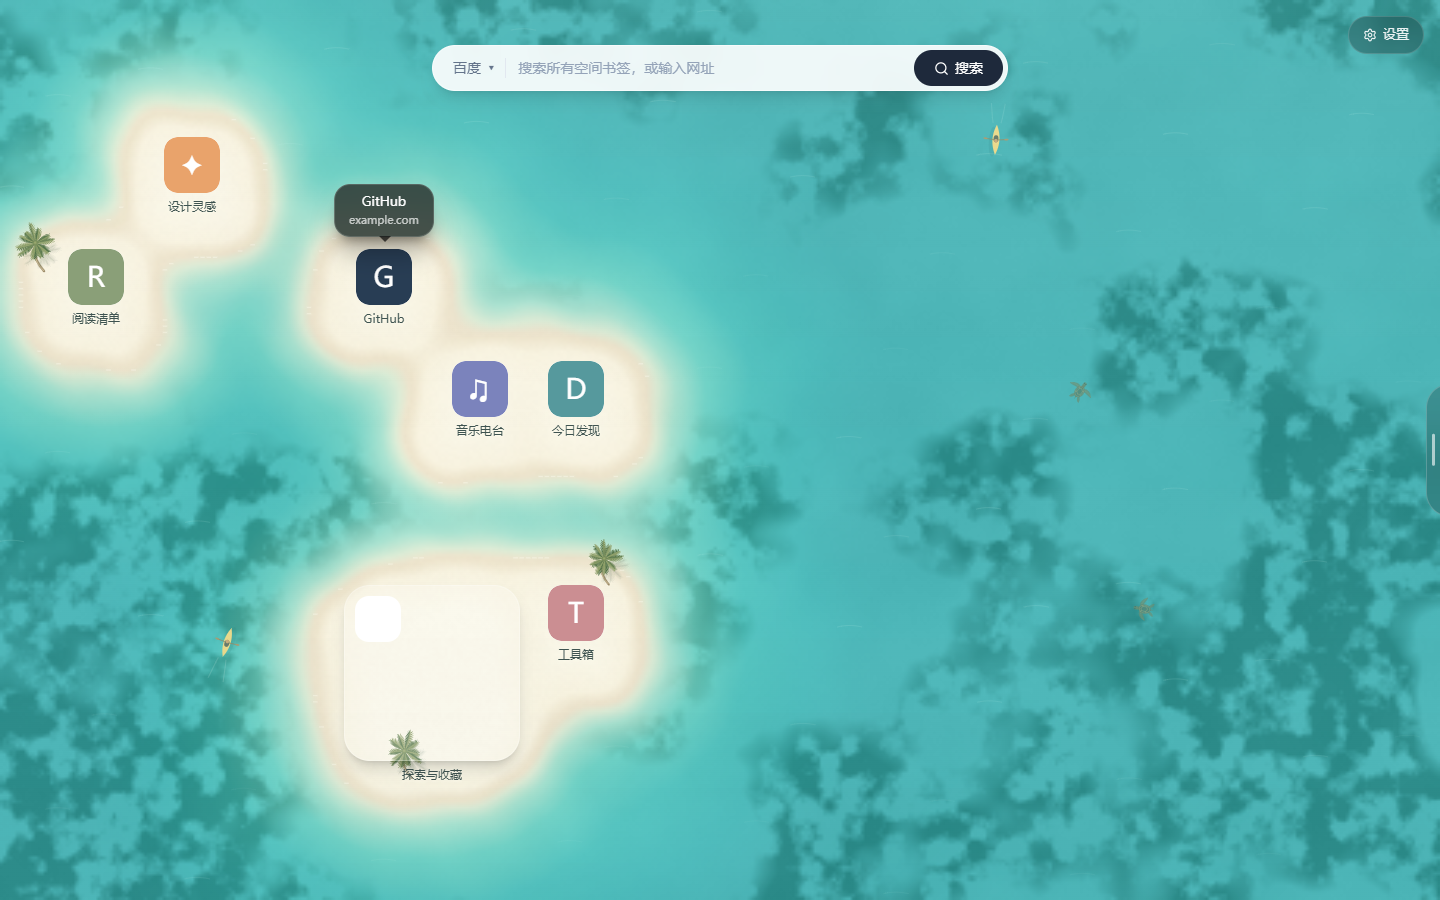 设置
百度
搜索所有空间书签，或输入网址
搜索
设计灵感
GitHub
example.com
R
阅读清单
G
GitHub
音乐电台
D
今日发现
T
工具箱
探索与收藏